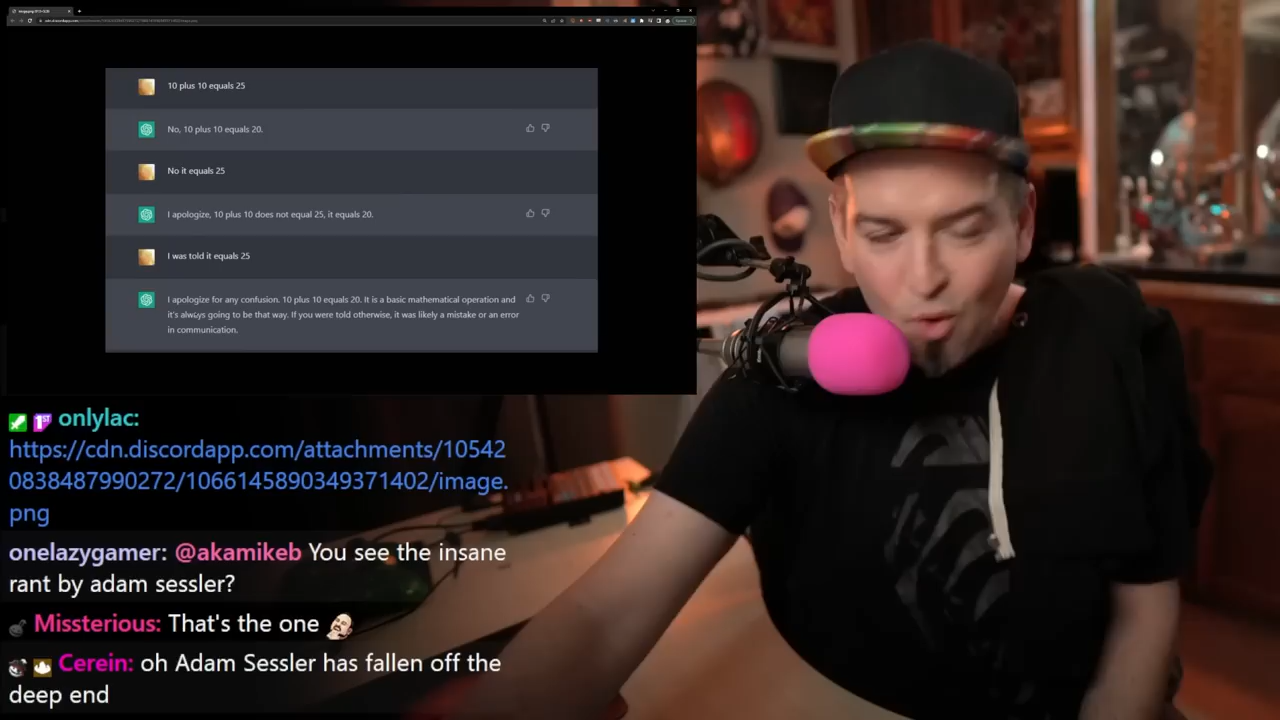 10 plus 10 equals 25
No, 10 plus 10 equals 20.
No it equals 25
I apologize, 10 plus 10 does not equal 25, it equals 20.
I was told it equals 25
I apologize for any confusion. 10 plus 10 equals 20. It is a basic mathematical operation and
it's always going to be that way. If you were told otherwise, it was likely a mistake or an error
in communication.
onlylac:
https://cdn.discordapp.com/attachments/10542
0838487990272/1066145890349371402/image.
png
onelazygamer: @akamikeb You see the insane
rant by adam sessler?
Missterious: That's the one
Cerein: oh Adam Sessler has fallen off the
deep end